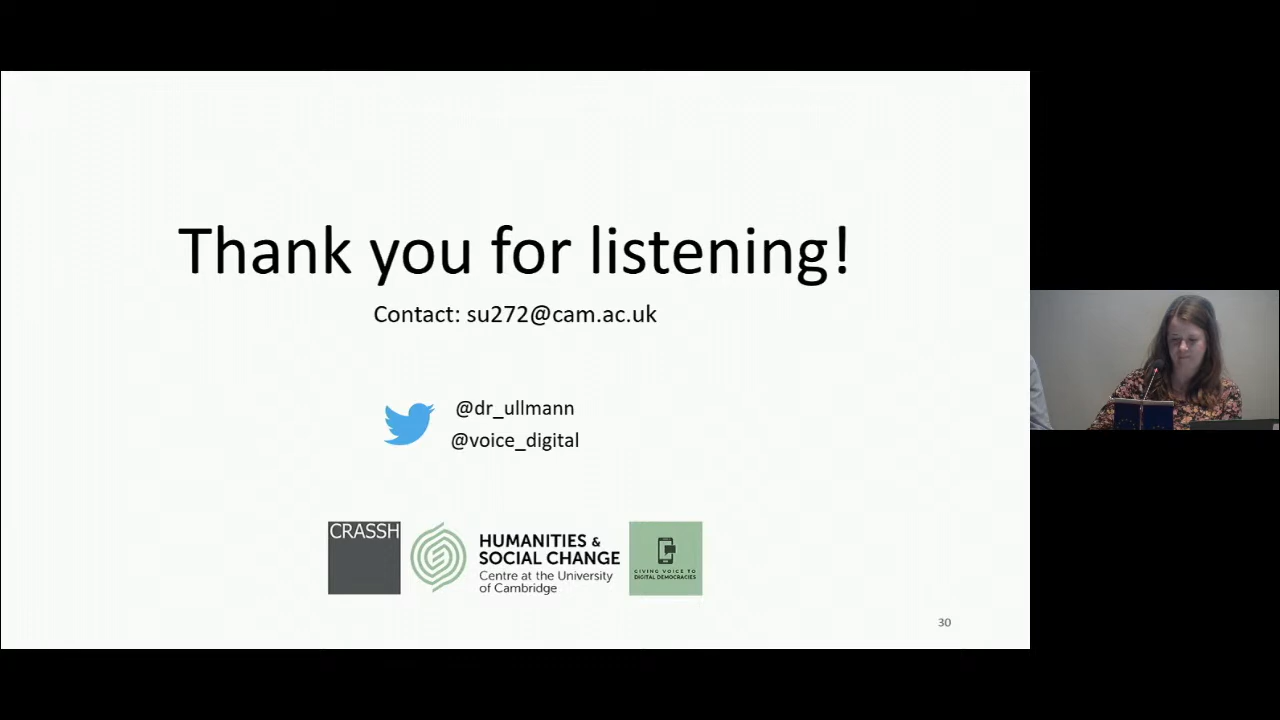 Thank you for listening!
Contact: su272@cam.ac.uk
@dr_ullmann
@voice_digital
CRASSH
HUMANITIES &
SOCIAL CHANGE
Centre at the University
of Cambridge
GIVING VOICE TO
DIGITAL DEMOCRACIES
30